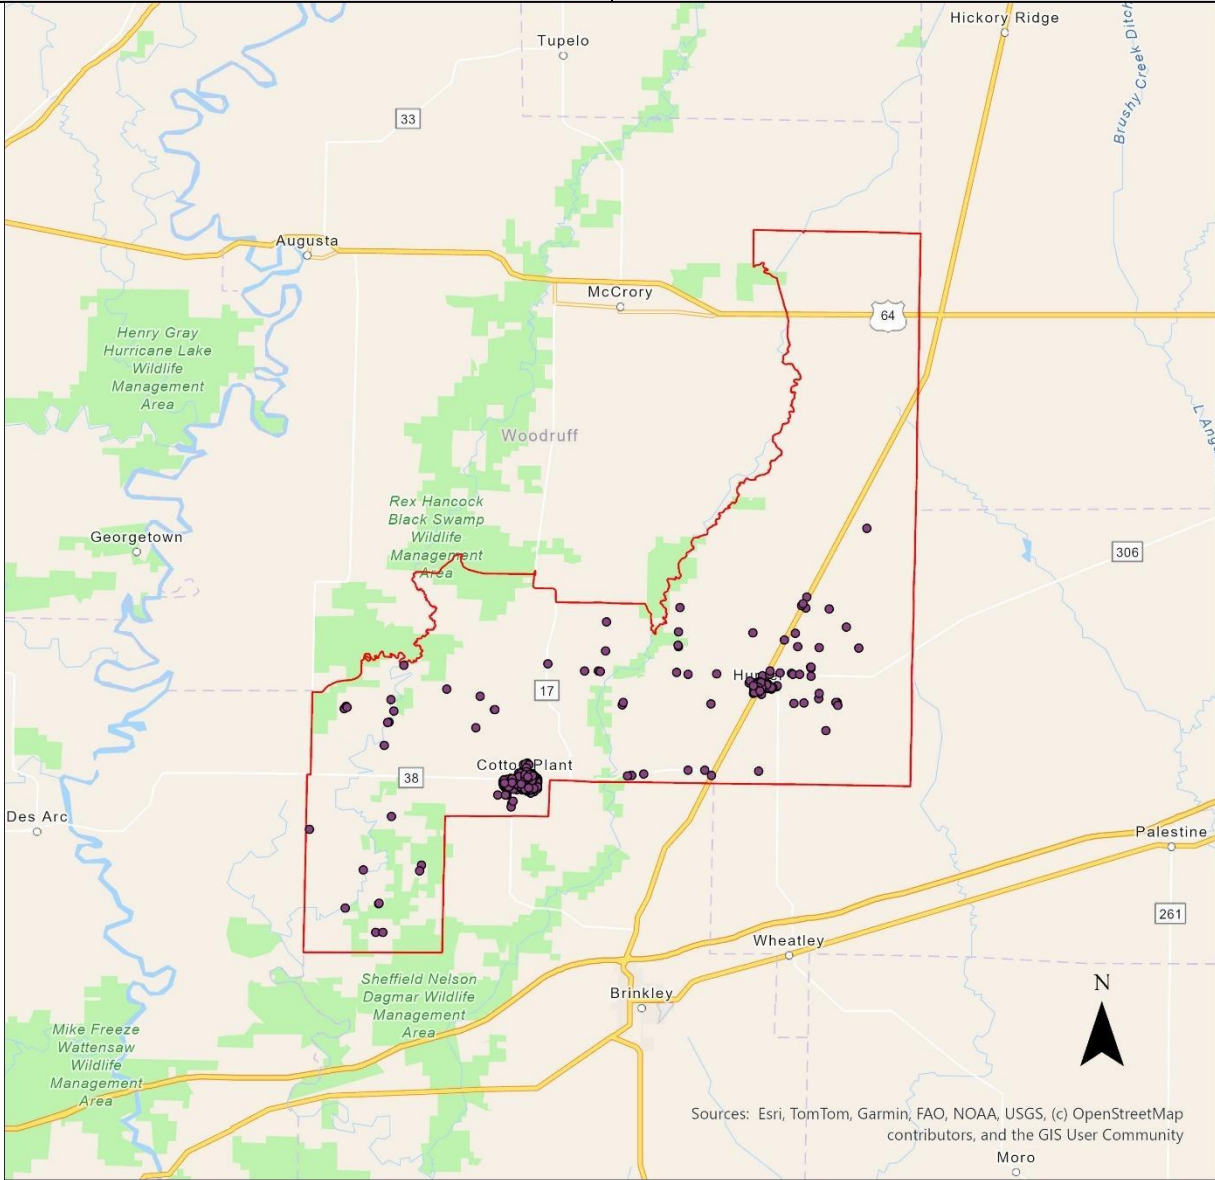 Hickory Ridge
Tupelo
Brushy Creek Ditch
33
Augusta
McCrory
64
Henry Gray
Hurricane Lake
Wildlife
Management
Area
Woodruff
Rex Hancock
Black Swamp
Wildlife
Management
Area
Georgetown
306
17
Cotton Plant
38
Des Arc
Palestine
261
Wheatley
Sheffield Nelson
Dagmar Wildlife
Management
Area
Brinkley
N
Mike Freeze
Wattensaw
Wildlife
Management
Area
Sources: Esri, TomTom, Garmin, FAO, NOAA, USGS, (c) OpenStreetMap
contributors, and the GIS User Community
Moro